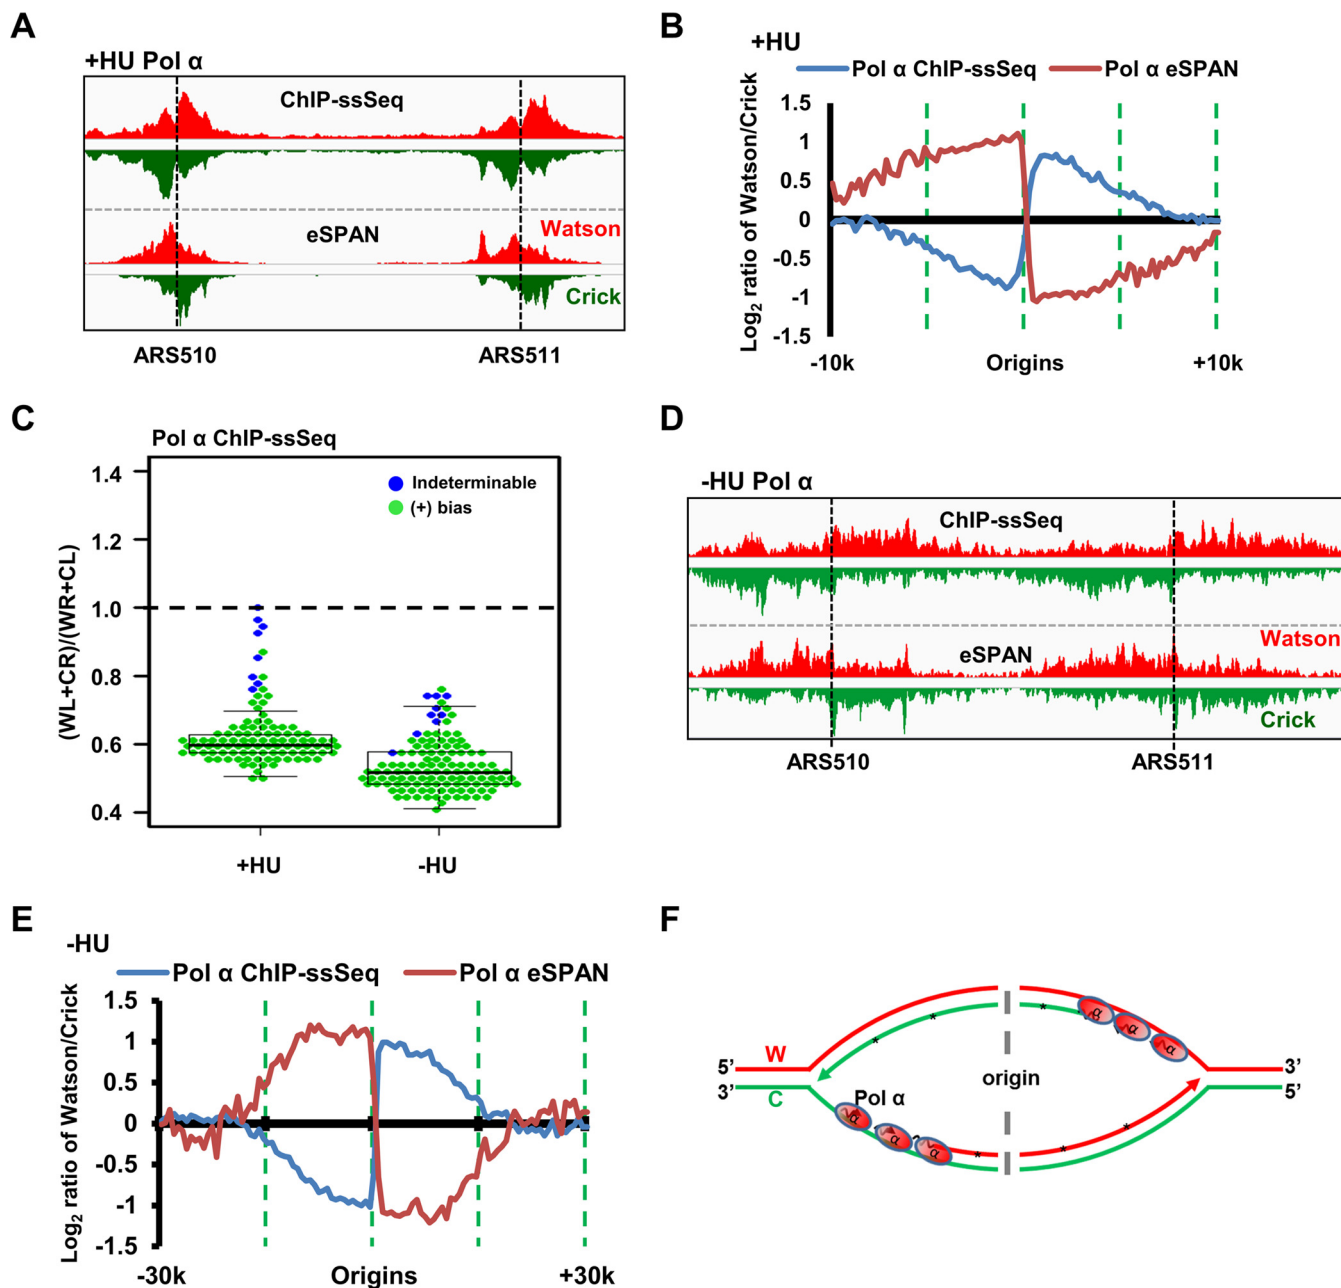 A
+HU Pol α
ChIP-ssSeq
eSPAN
Watson
Crick
ARS510 ARS511
B
+HU
Pol α ChIP-ssSeq Pol α eSPAN
Log2 ratio of Watson/Crick
1.5
1
0.5
0
-0.5
-1
-1.5
-10k Origins +10k
C
Pol α ChIP-ssSeq
(WL+CR)/(WR+CL)
1.4
1.2
1.0
0.8
0.6
0.4
Indeterminable
(+) bias
+HU -HU
D
-HU Pol α
ChIP-ssSeq
Watson
eSPAN
Crick
ARS510 ARS511
E
-HU
Pol α ChIP-ssSeq Pol α eSPAN
Log2 ratio of Watson/Crick
1.5
1
0.5
0
-0.5
-1
-1.5
-30k Origins +30k
F
* * α α α
*
W
5’ 3’
3’ 5’
C
origin
Pol α
α α α * * *